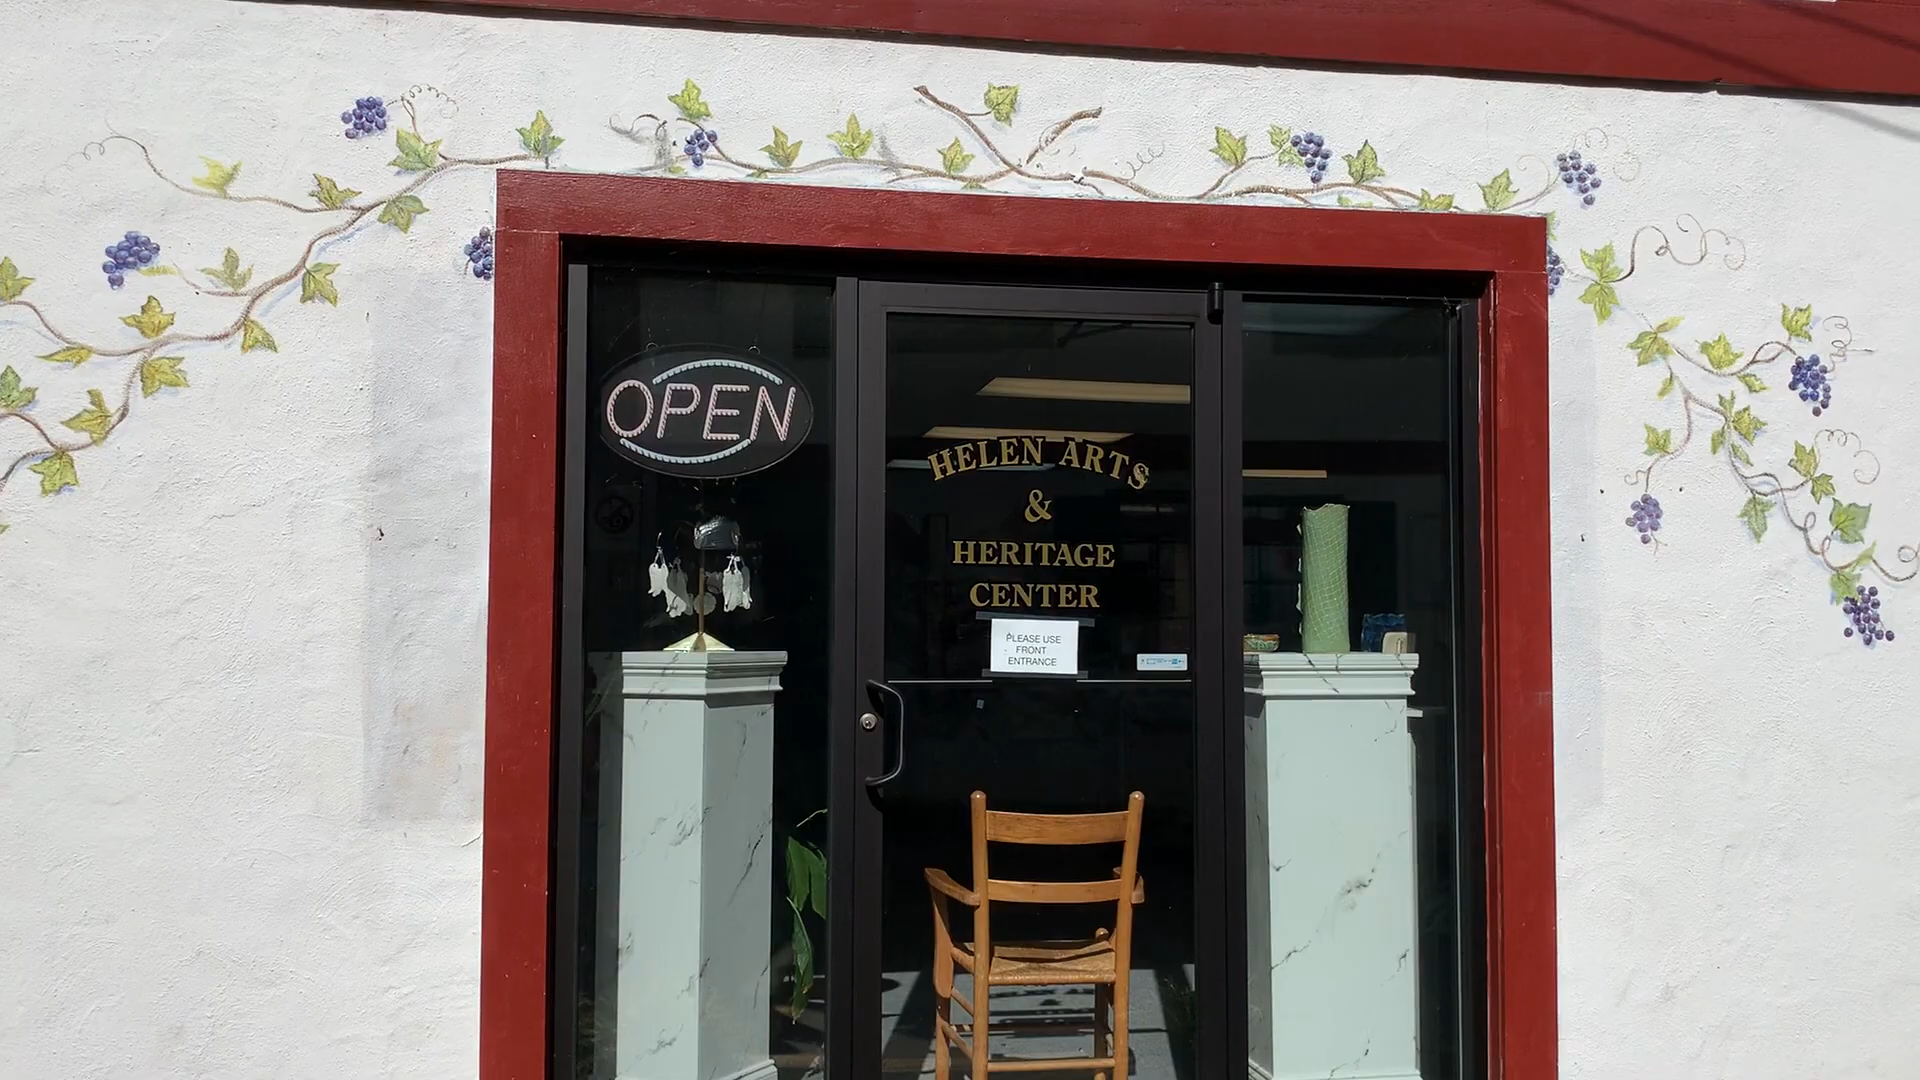 OPEN
HELEN ARTS
&
HERITAGE
CENTER
PLEASE USE
FRONT
ENTRANCE